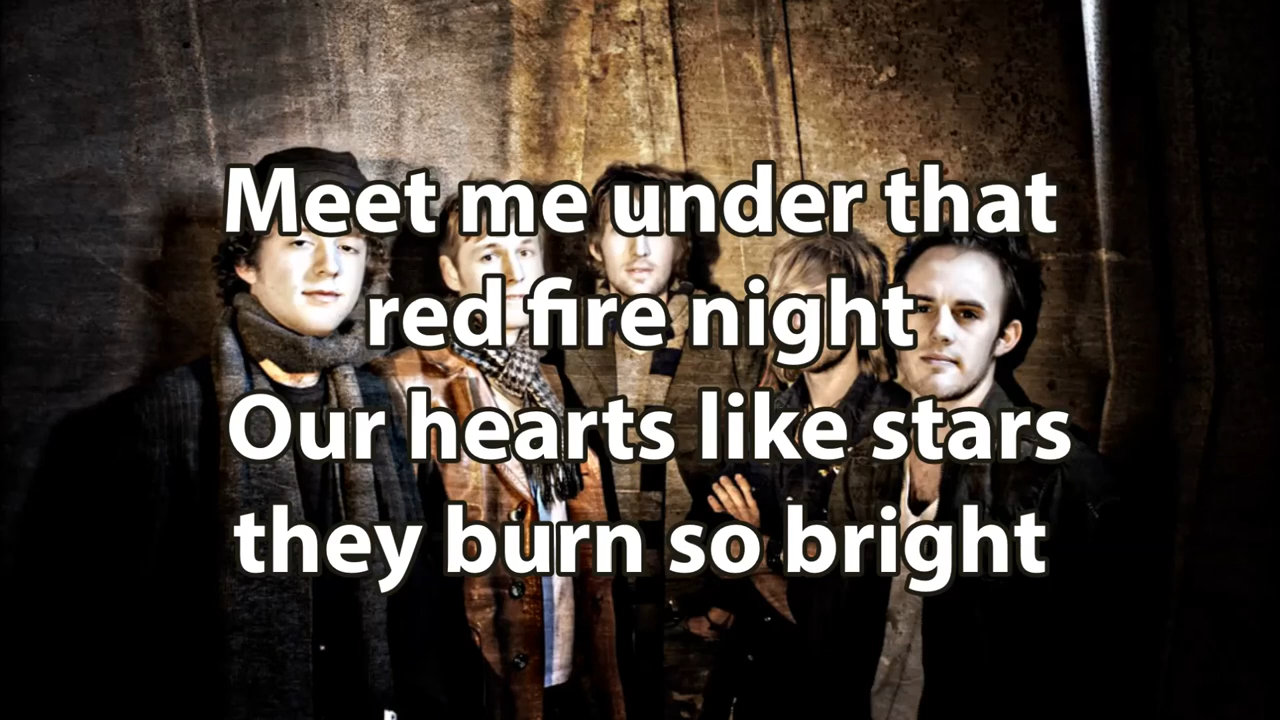 Meet me under that
red fire night
Our hearts like stars
they burn so bright